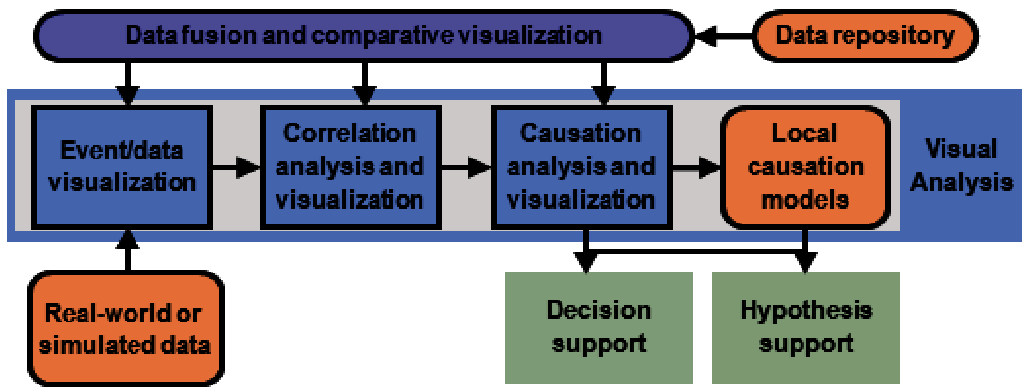 Data fusion and comparative visualization
Data repository
Event/data
visualization
Correlation
analysis and
visualization
Causation
analysis and
visualization
Local
causation
models
Visual
Analysis
Real-world or
simulated data
Decision
support
Hypothesis
support